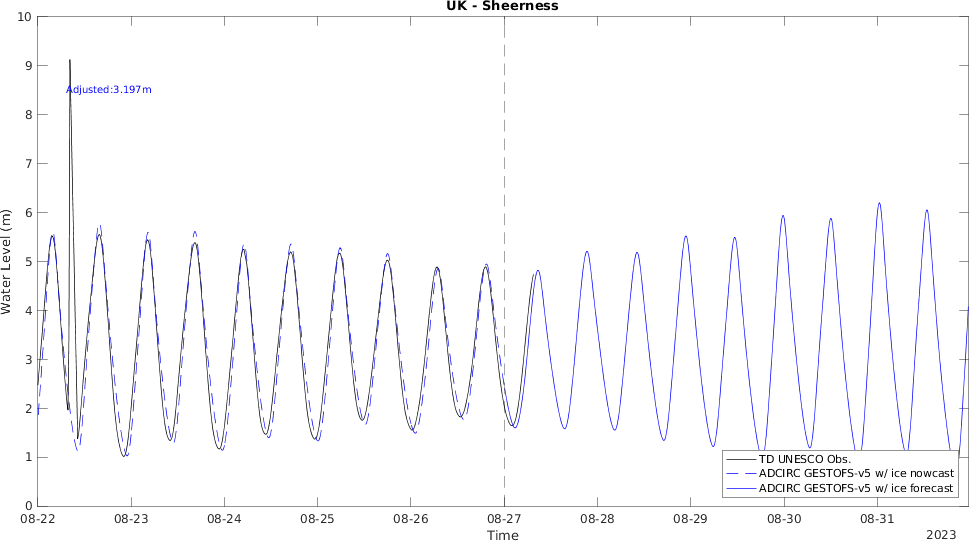 UK - Sheerness
10
9
Adjusted:3.197m
8
7
6
5
4
3
2
1
0
Water Level (m)
TD UNESCO Obs.
ADCIRC GESTOFS-v5 w/ ice nowcast
ADCIRC GESTOFS-v5 w/ ice forecast
08-22 08-23 08-24 08-25 08-26 08-27 08-28 08-29 08-30 08-31
Time
2023